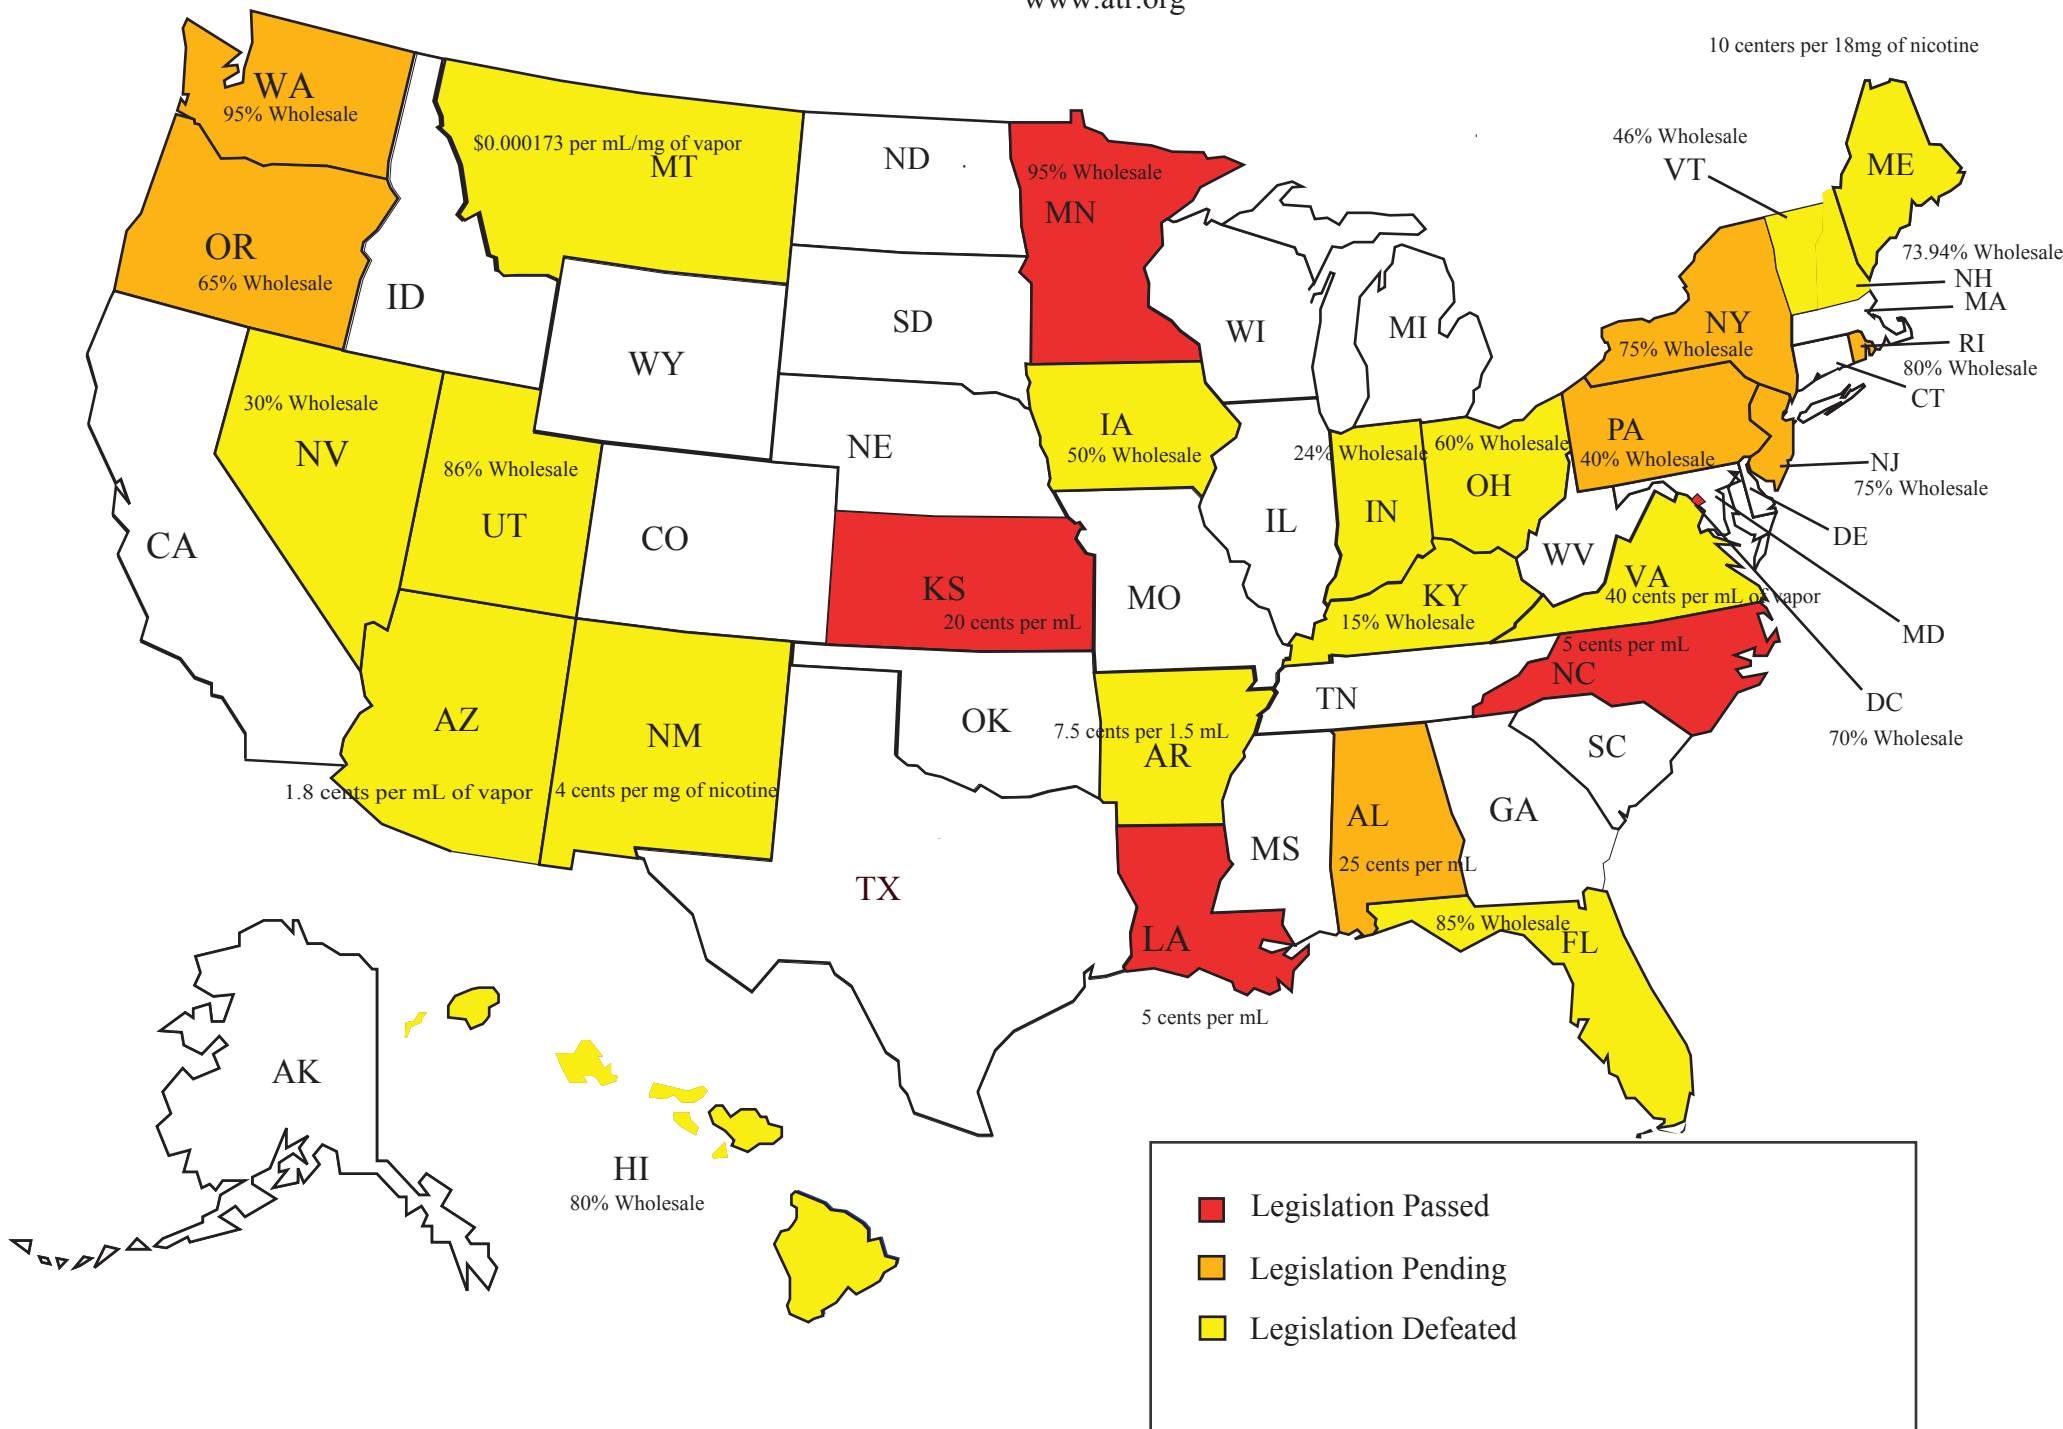 www.atr.org
10 centers per 18mg of nicotine
WA
95% Wholesale
$0.000173 per mL/mg of vapor
MT
ND
95% Wholesale
MN
46% Wholesale
VT
ME
OR
65% Wholesale
ID
73.94% Wholesale
NH
MA
WY
SD
WI
MI
NY
75% Wholesale
RI
80% Wholesale
CT
30% Wholesale
NV
86% Wholesale
UT
NE
IA
50% Wholesale
24% Wholesale
IN
60% Wholesale
OH
PA
40% Wholesale
NJ
75% Wholesale
CA
CO
KS
20 cents per mL
MO
IL
KY
15% Wholesale
WV
VA
40 cents per mL of vapor
DE
MD
5 cents per mL
NC
DC
70% Wholesale
AZ
1.8 cents per mL of vapor
NM
4 cents per mg of nicotine
OK
7.5 cents per 1.5 mL
AR
TN
SC
TX
LA
5 cents per mL
MS
AL
25 cents per mL
GA
85% Wholesale
FL
AK
HI
80% Wholesale
Legislation Passed
Legislation Pending
Legislation Defeated